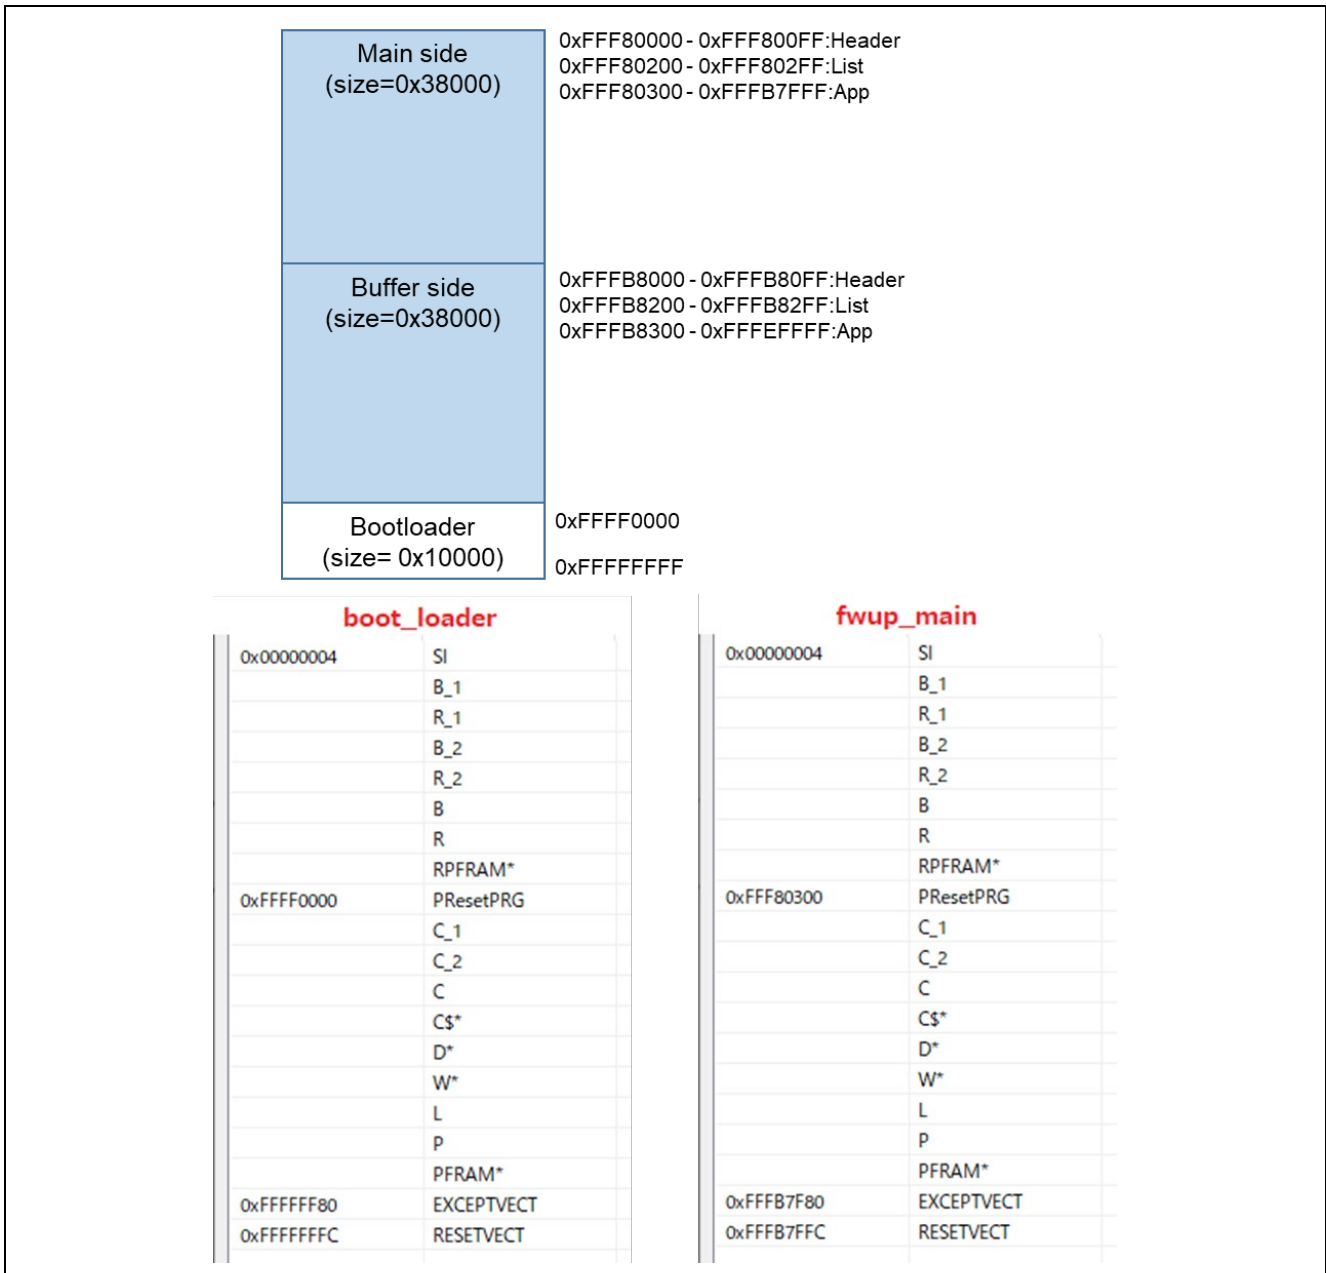 Main side
(size=0x38000)
0xFFF80000 - 0xFFF800FF:Header
0xFFF80200 - 0xFFF802FF:List
0xFFF80300 - 0xFFFB7FFF:App
Buffer side
(size=0x38000)
0xFFFB8000 - 0xFFFB80FF:Header
0xFFFB8200 - 0xFFFB82FF:List
0xFFFB8300 - 0xFFFEFFFF:App
Bootloader
(size= 0x10000)
0xFFFF0000
0xFFFFFFFF
boot_loader
0x00000004 SI
B_1
R_1
B_2
R_2
B
R
RPFRAM*
0xFFFF0000 PResetPRG
C_1
C_2
C
C$*
D*
W*
L
P
PFRAM*
0xFFFFFF80 EXCEPTVECT
0xFFFFFFFC RESETVECT
fwup_main
0x00000004 SI
B_1
R_1
B_2
R_2
B
R
RPFRAM*
0xFFF80300 PResetPRG
C_1
C_2
C
C$*
D*
W*
L
P
PFRAM*
0xFFFB7F80 EXCEPTVECT
0xFFFB7FFC RESETVECT